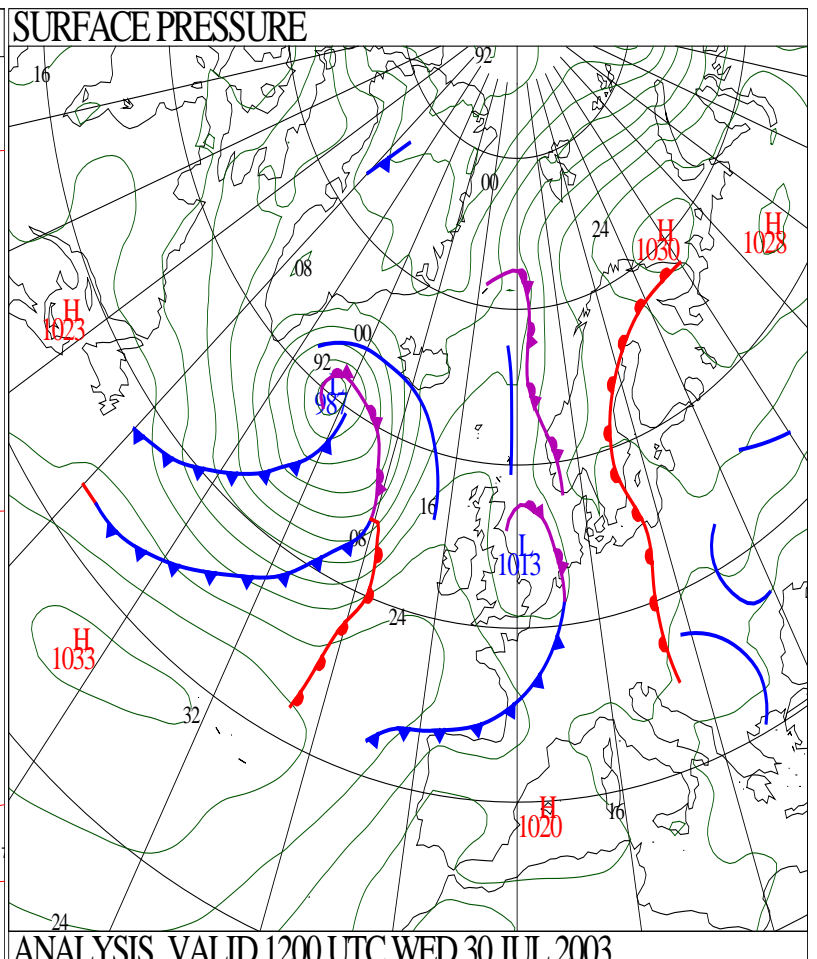 SURFACE PRESSURE
92
16
00
24
H
1030
H
1028
08
H
1023
00
92
L
987
16
08
L
1013
24
H
1033
32
H
1020
16
24
ANALYSIS VALID 1200 UTC WED 30 JUL 2003